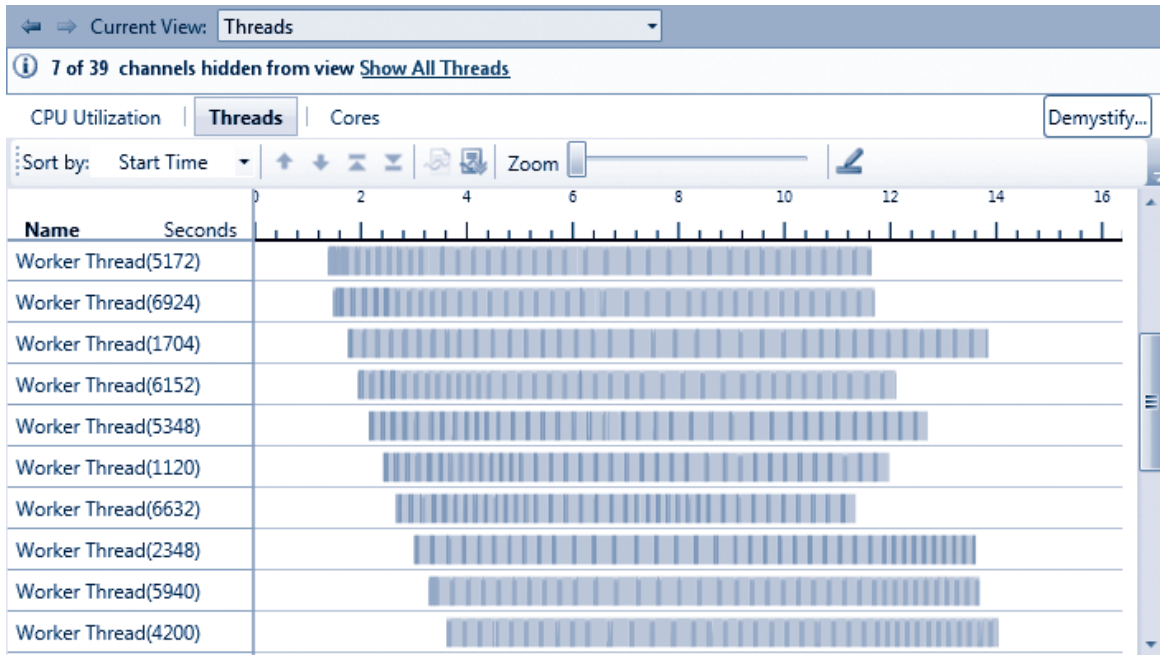 Current View: Threads
7 of 39 channels hidden from view Show All Threads
CPU Utilization Threads Cores Demystify...
Sort by: Start Time Zoom
0 2 4 6 8 10 12 14 16
Name Seconds
Worker Thread(5172)
Worker Thread(6924)
Worker Thread(1704)
Worker Thread(6152)
Worker Thread(5348)
Worker Thread(1120)
Worker Thread(6632)
Worker Thread(2348)
Worker Thread(5940)
Worker Thread(4200)